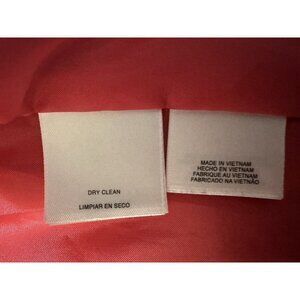 DRY CLEAN
LIMPIAR EN SECO
MADE IN VIETNAM
HECHO EN VIETNAM
FABRIQUE AU VIETNAM
FABRICADO NA VIETNÃO